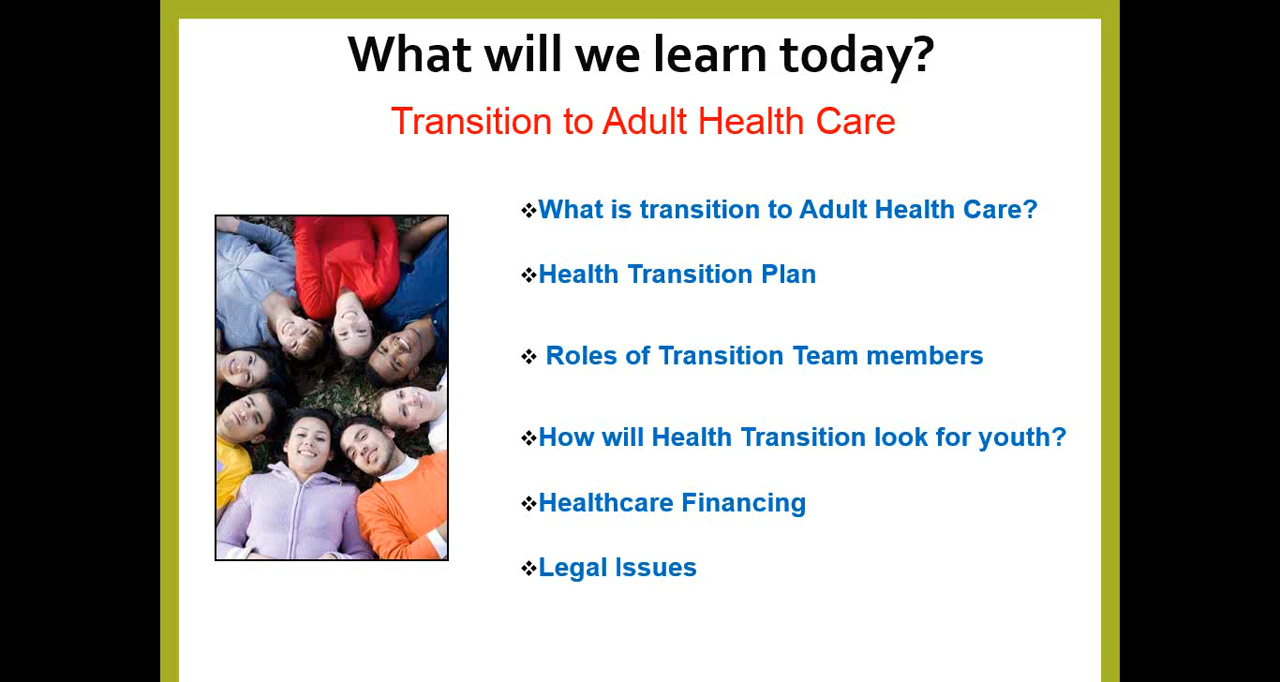 What will we learn today?
Transition to Adult Health Care
❖What is transition to Adult Health Care?
❖Health Transition Plan
❖ Roles of Transition Team members
❖How will Health Transition look for youth?
❖Healthcare Financing
❖Legal Issues